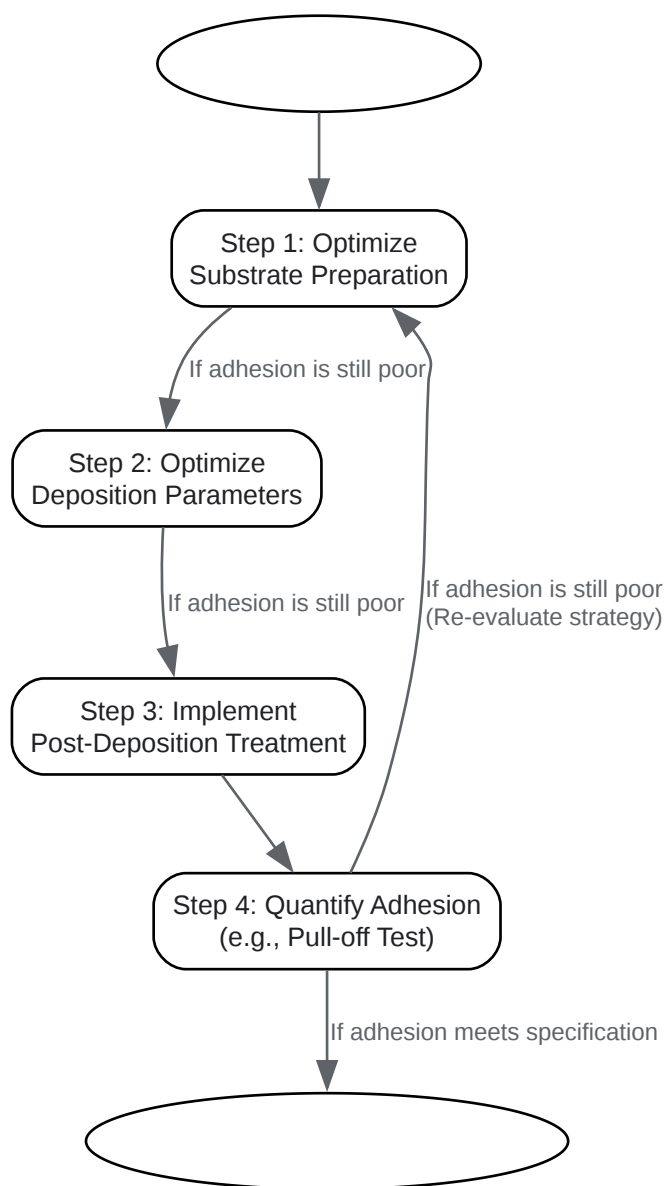 Step 1: Optimize
Substrate Preparation
If adhesion is still poor
Step 2: Optimize
Deposition Parameters
If adhesion is still poor
If adhesion is still poor
(Re-evaluate strategy)
Step 3: Implement
Post-Deposition Treatment
Step 4: Quantify Adhesion
(e.g., Pull-off Test)
If adhesion meets specification